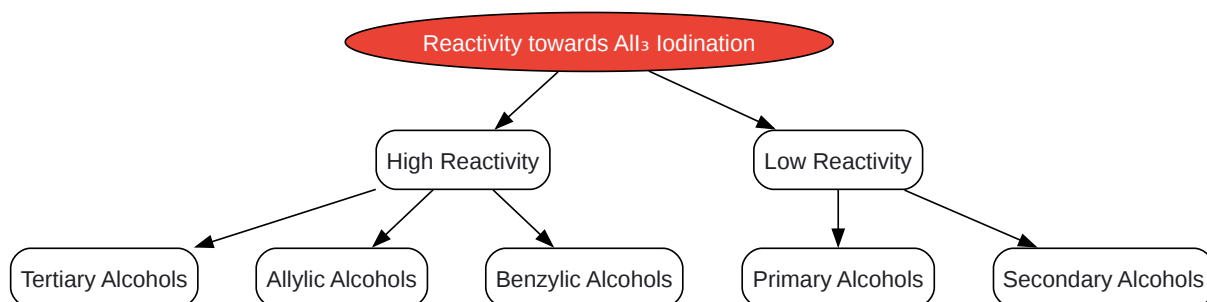 Reactivity towards AlI₃ Iodination
High Reactivity
Low Reactivity
Tertiary Alcohols
Allylic Alcohols
Benzylic Alcohols
Primary Alcohols
Secondary Alcohols